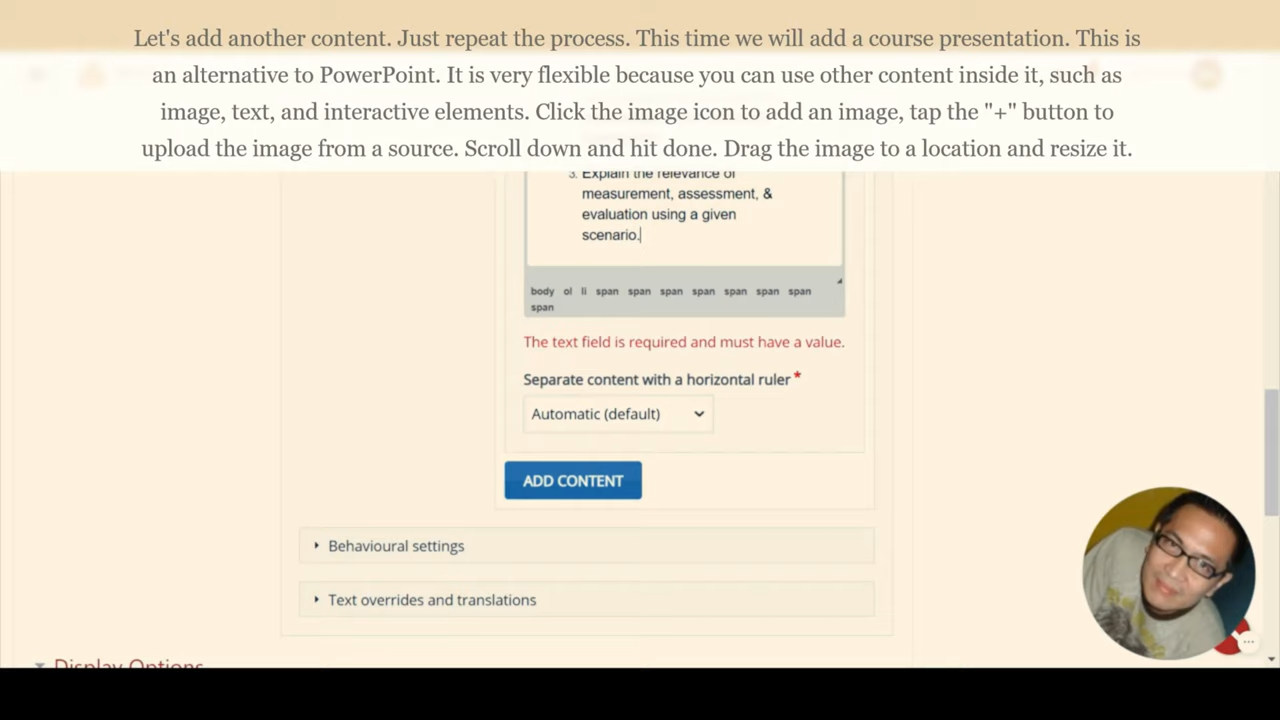 Let's add another content. Just repeat the process. This time we will add a course presentation. This is
an alternative to PowerPoint. It is very flexible because you can use other content inside it, such as
image, text, and interactive elements. Click the image icon to add an image, tap the "+" button to
upload the image from a source. Scroll down and hit done. Drag the image to a location and resize it.
3. Explain the relevance of
measurement, assessment, &
evaluation using a given
scenario.
body ol li span span span span span span span
span
The text field is required and must have a value.
Separate content with a horizontal ruler *
Automatic (default)
ADD CONTENT
Behavioural settings
Text overrides and translations
Display Options